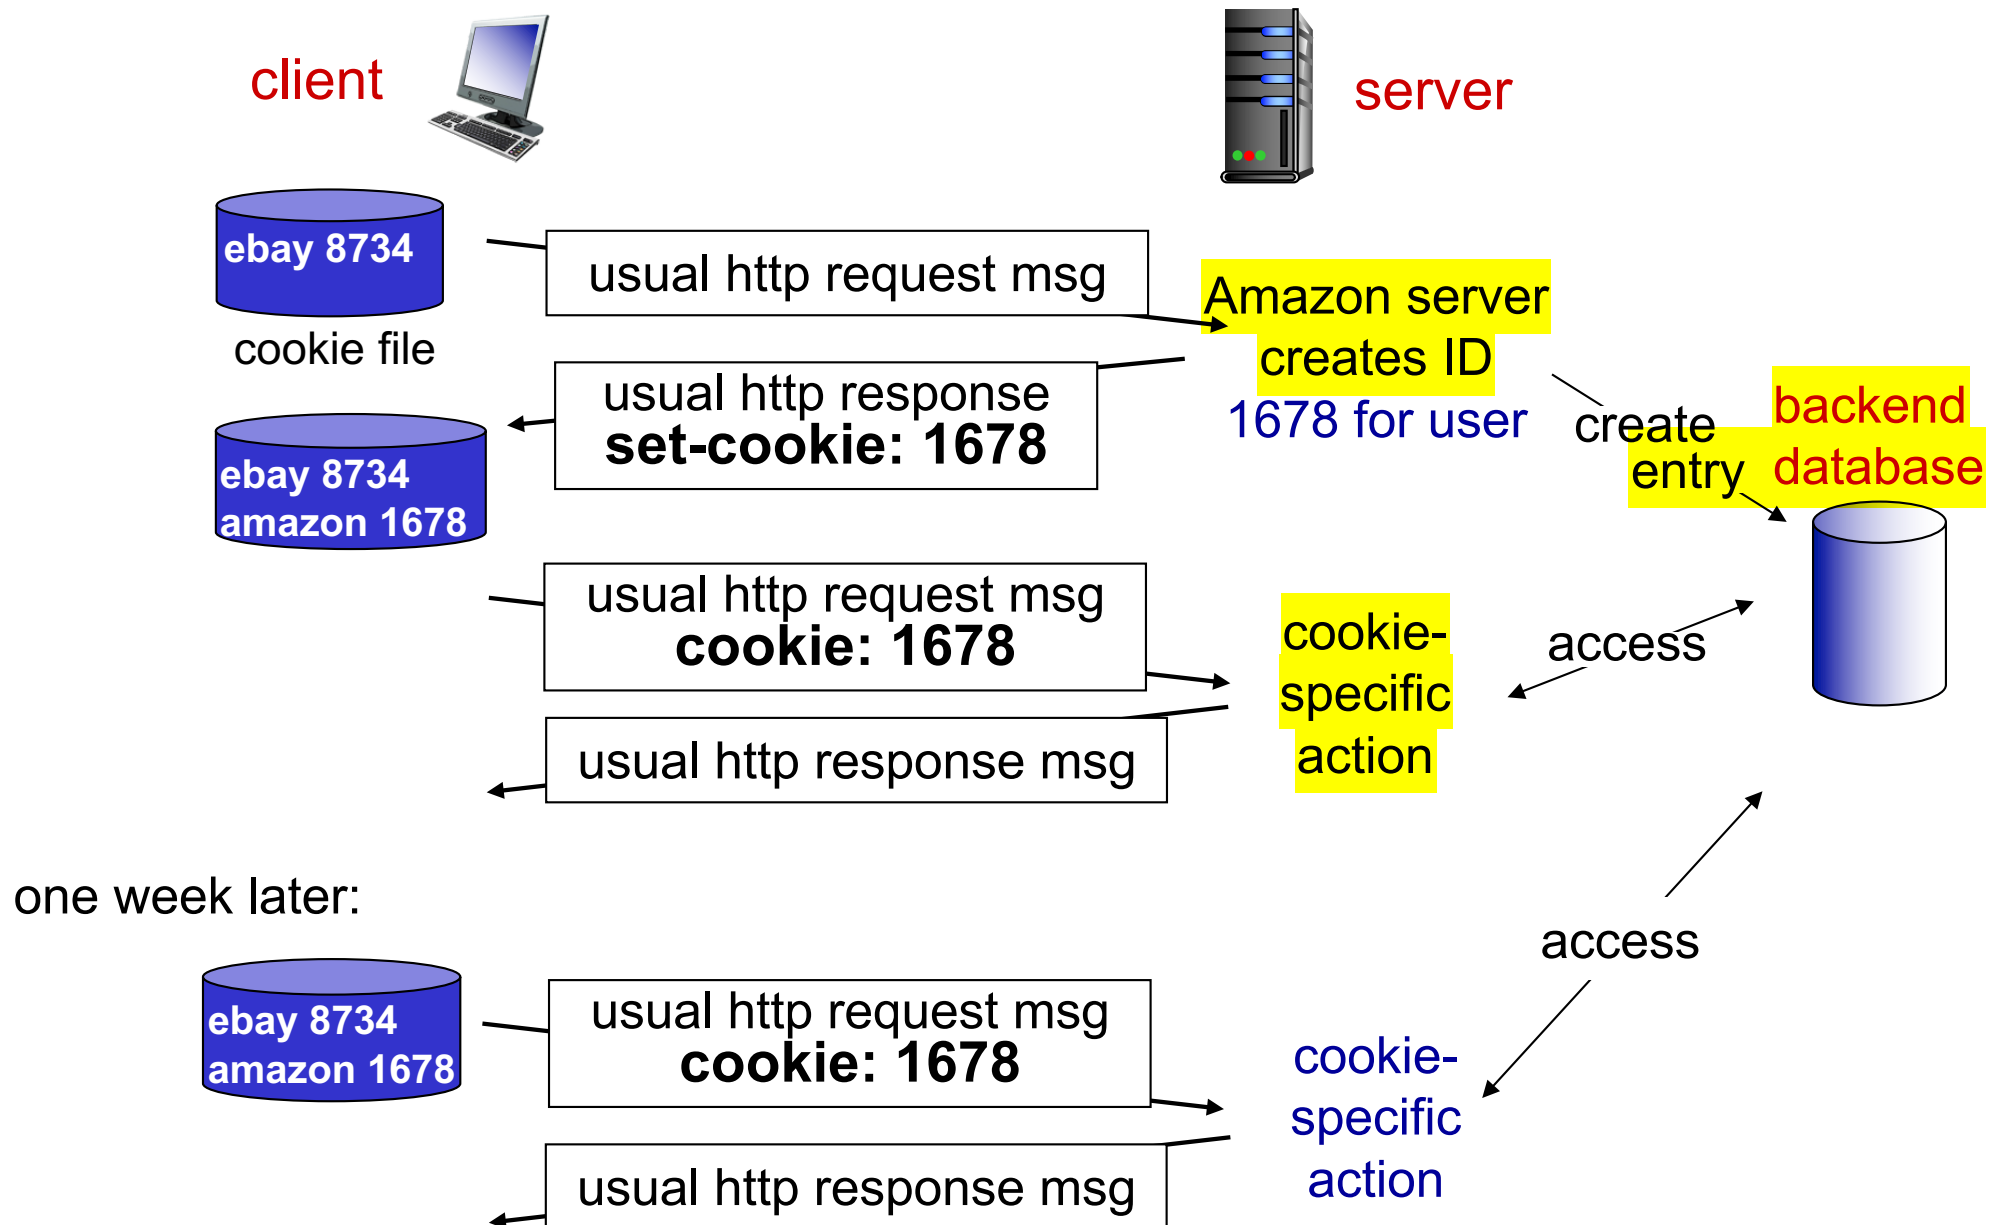 client
server
ebay 8734
cookie file
usual http request msg
Amazon server
creates ID
1678 for user
usual http response
set-cookie: 1678
create
entry
backend
database
ebay 8734
amazon 1678
usual http request msg
cookie: 1678
cookie-
specific
action
access
usual http response msg
one week later:
access
ebay 8734
amazon 1678
usual http request msg
cookie: 1678
cookie-
specific
action
usual http response msg